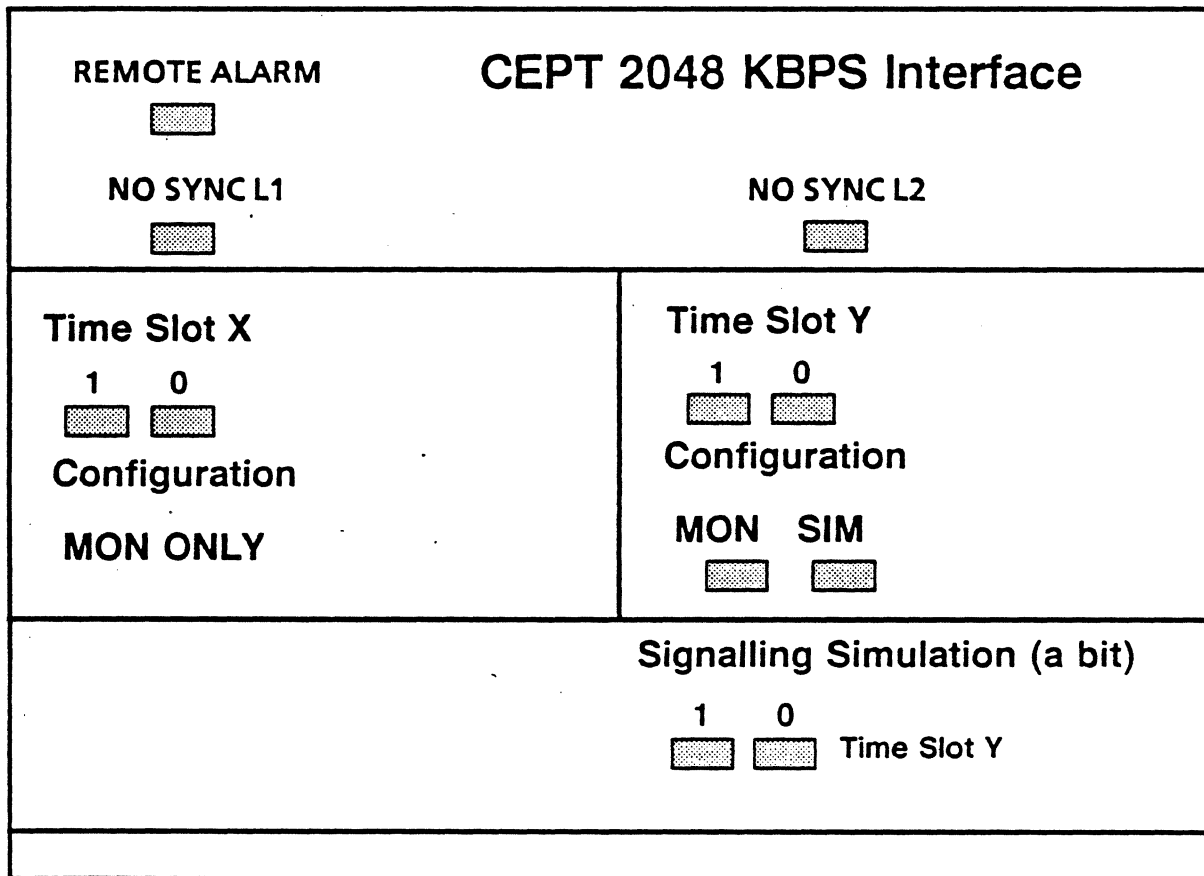 REMOTE ALARM
CEPT 2048 KBPS Interface
NO SYNC L1
NO SYNC L2
Time Slot X
1 0
Configuration
MON ONLY
Time Slot Y
1 0
Configuration
MON SIM
Signalling Simulation (a bit)
1 0
Time Slot Y